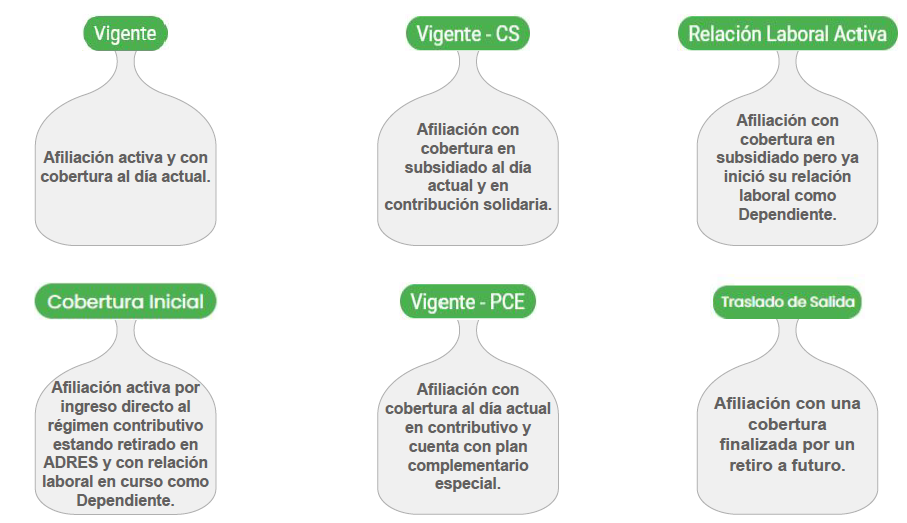 Vigente
Afiliación activa y con
cobertura al día actual.
Vigente - CS
Afiliación con
cobertura en
subsidiado al día
actual y en
contribución solidaria.
Relación Laboral Activa
Afiliación con
cobertura en
subsidiado pero ya
inició su relación
laboral como
Dependiente.
Cobertura Inicial
Afiliación activa por
ingreso directo al
régimen contributivo
estando retirado en
ADRES y con relación
laboral en curso como
Dependiente.
Vigente - PCE
Afiliación con
cobertura al día actual
en contributivo y
cuenta con plan
complementario
especial.
Traslado de Salida
Afiliación con una
cobertura
finalizada por un
retiro a futuro.